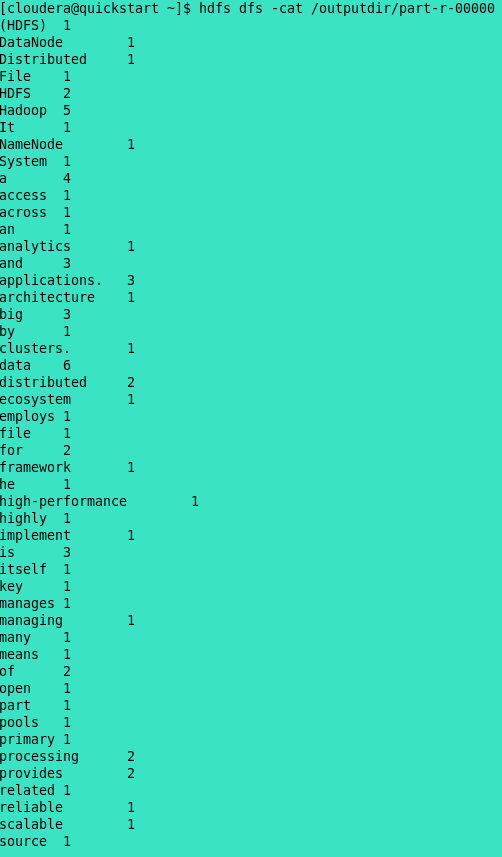 [cloudera@quickstart ~]$ hdfs dfs -cat /outputdir/part-r-00000
(HDFS) 1
DataNode 1
Distributed 1
File 1
HDFS 2
Hadoop 5
It 1
NameNode 1
System 1
a 4
access 1
across 1
an 1
analytics 1
and 3
applications. 3
architecture 1
big 3
by 1
clusters. 1
data 6
distributed 2
ecosystem 1
employs 1
file 1
for 2
framework 1
he 1
high-performance 1
highly 1
implement 1
is 3
itself 1
key 1
manages 1
managing 1
many 1
means 1
of 2
open 1
part 1
pools 1
primary 1
processing 2
provides 2
related 1
reliable 1
scalable 1
source 1